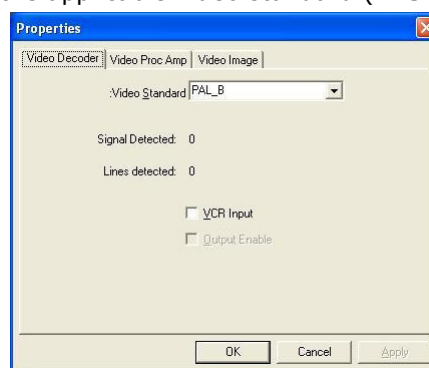 Properties
Video Decoder Video Proc Amp Video Image
:Video Standard PAL_B
Signal Detected: 0
Lines detected: 0
VCR Input
Output Enable
OK Cancel Apply